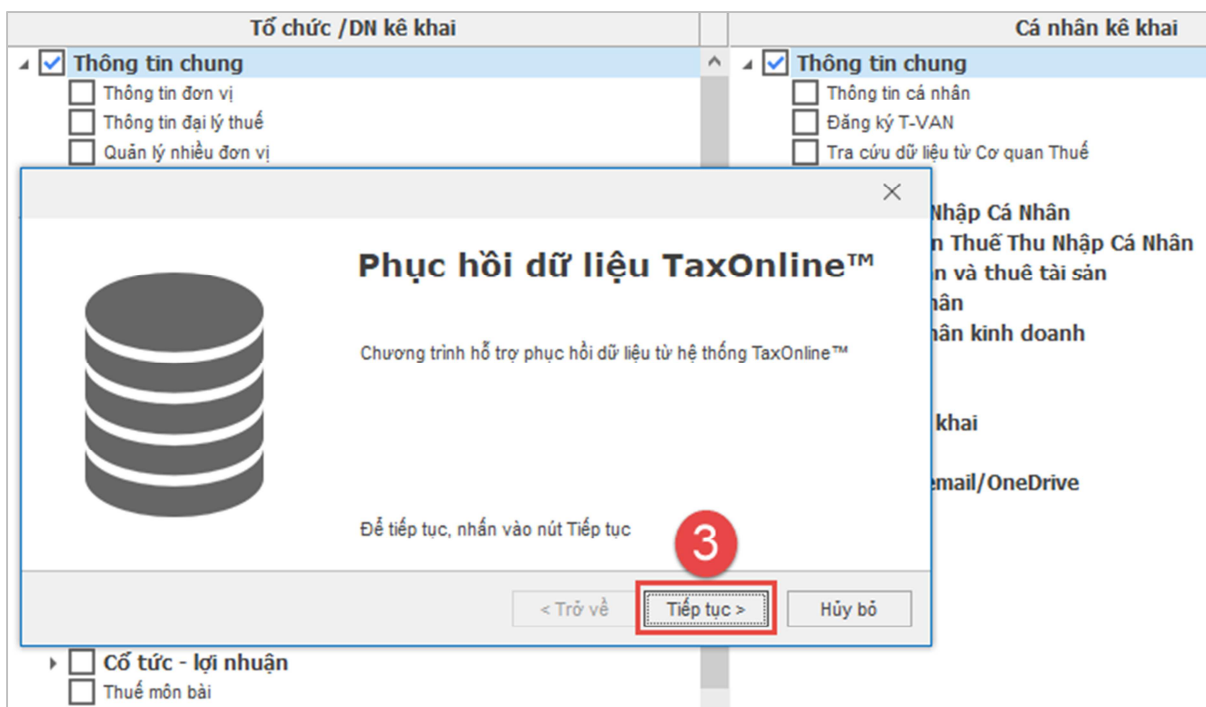 Tổ chức /DN kê khai
Cá nhân kê khai
Thông tin chung
Thông tin đơn vị
Thông tin đại lý thuế
Quản lý nhiều đơn vị
Thông tin chung
Thông tin cá nhân
Đăng ký T-VAN
Tra cứu dữ liệu từ Cơ quan Thuế
Nhập Cá Nhân
n Thuế Thu Nhập Cá Nhân
n và thuê tài sản
hân
hân kinh doanh
khai
email/OneDrive
Phục hồi dữ liệu TaxOnline™
Chương trình hỗ trợ phục hồi dữ liệu từ hệ thống TaxOnline™
Để tiếp tục, nhấn vào nút Tiếp tục
3
< Trở về
Tiếp tục >
Hủy bỏ
Cổ tức - lợi nhuận
Thuế môn bài